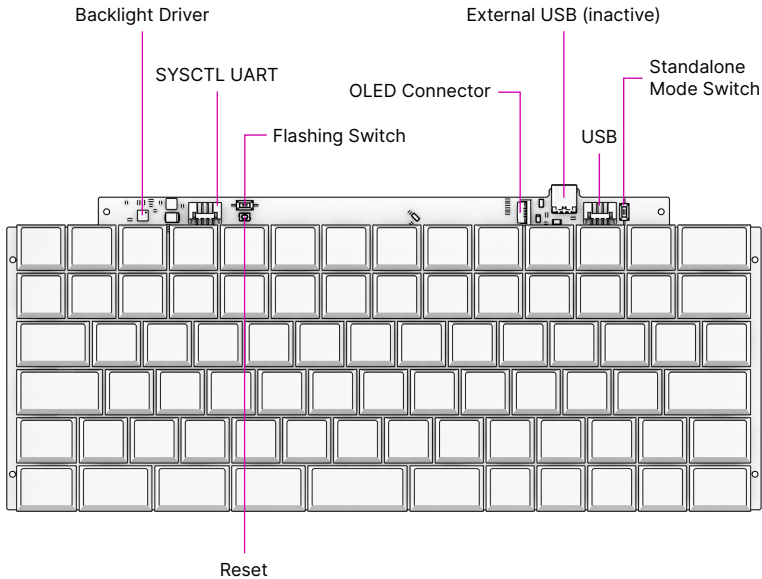 Backlight Driver
External USB (inactive)
SYSCTL UART
Standalone
Mode Switch
OLED Connector
Flashing Switch
USB
Reset